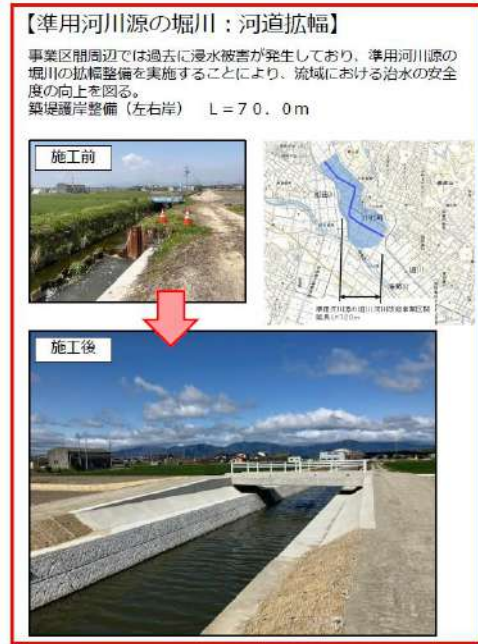 【準用河川源の堀川：河道拡幅】
事業区間周辺では過去に浸水被害が発生しており、準用河川源の
堀川の拡幅整備を実施することにより、流域における治水の安全
度の向上を図る。
築堤護岸整備（左右岸）　Ｌ＝７０．０ｍ
施工前
施工後